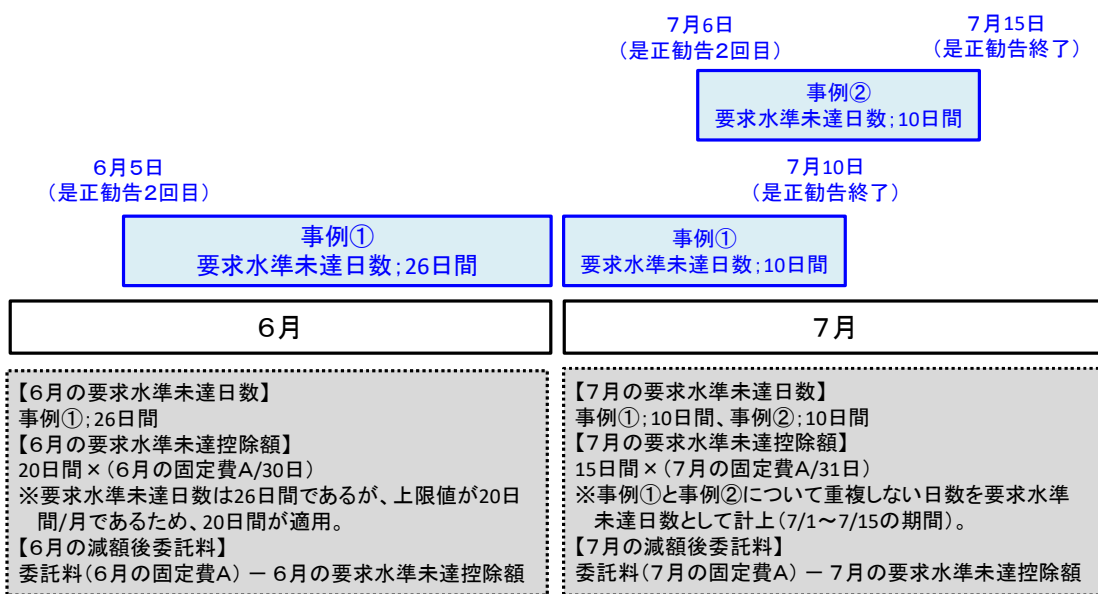 7月6日
（是正勧告2回目）
7月15日
（是正勧告終了）
事例②
要求水準未達日数；10日間
6月5日
（是正勧告2回目）
7月10日
（是正勧告終了）
事例①
要求水準未達日数；26日間
事例①
要求水準未達日数；10日間
6月
7月
【6月の要求水準未達日数】
事例①；26日間
【6月の要求水準未達控除額】
20日間×（6月の固定費A/30日）
※要求水準未達日数は26日間であるが、上限値が20日
間/月であるため、20日間が適用。
【6月の減額後委託料】
委託料（6月の固定費A）－6月の要求水準未達控除額
【7月の要求水準未達日数】
事例①；10日間、事例②；10日間
【7月の要求水準未達控除額】
15日間×（7月の固定費A/31日）
※事例①と事例②について重複しない日数を要求水準
未達日数として計上（7/1～7/15の期間）。
【7月の減額後委託料】
委託料（7月の固定費A）－7月の要求水準未達控除額